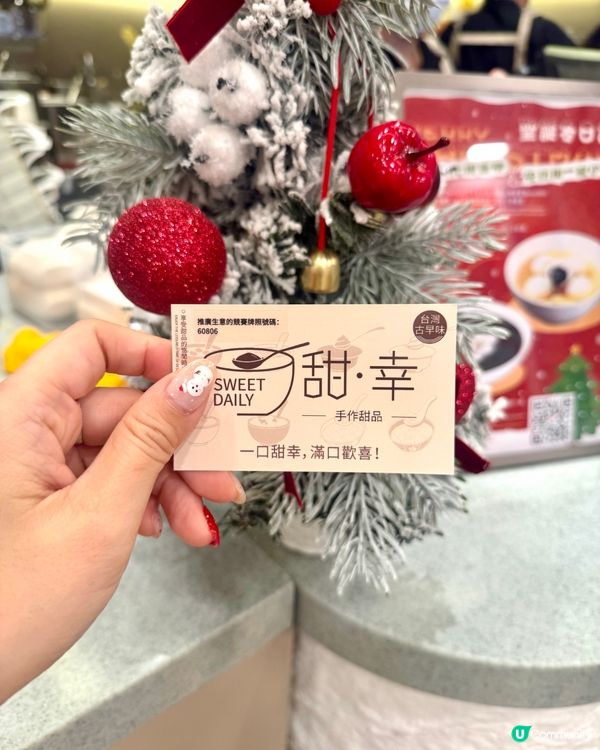 推廣生意的競賽牌照號碼：
60806
台灣
古早味
SWEET
DAILY
甜·幸
手作甜品
一口甜幸，滿口歡喜！
U Community